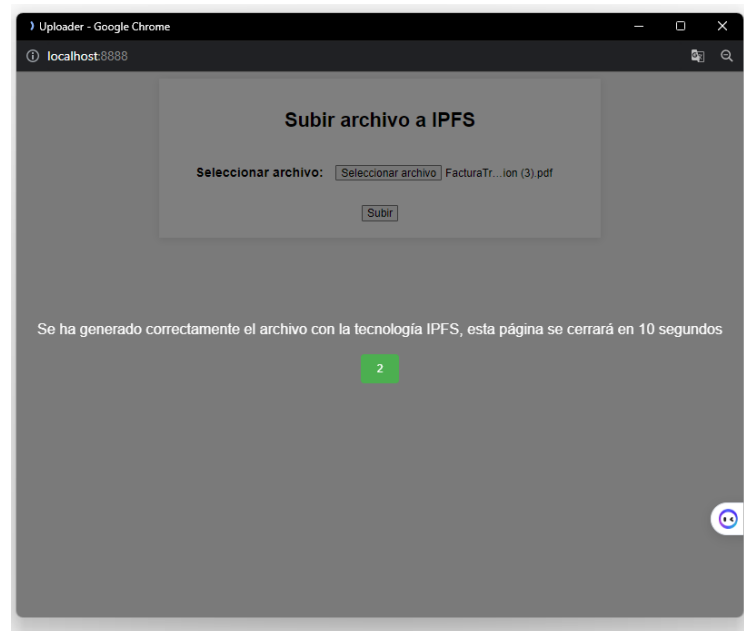 Uploader - Google Chrome
localhost:8888
Subir archivo a IPFS
Seleccionar archivo: Seleccionar archivo FacturaTr...ion (3).pdf
Subir
Se ha generado correctamente el archivo con la tecnología IPFS, esta página se cerrará en 10 segundos
2